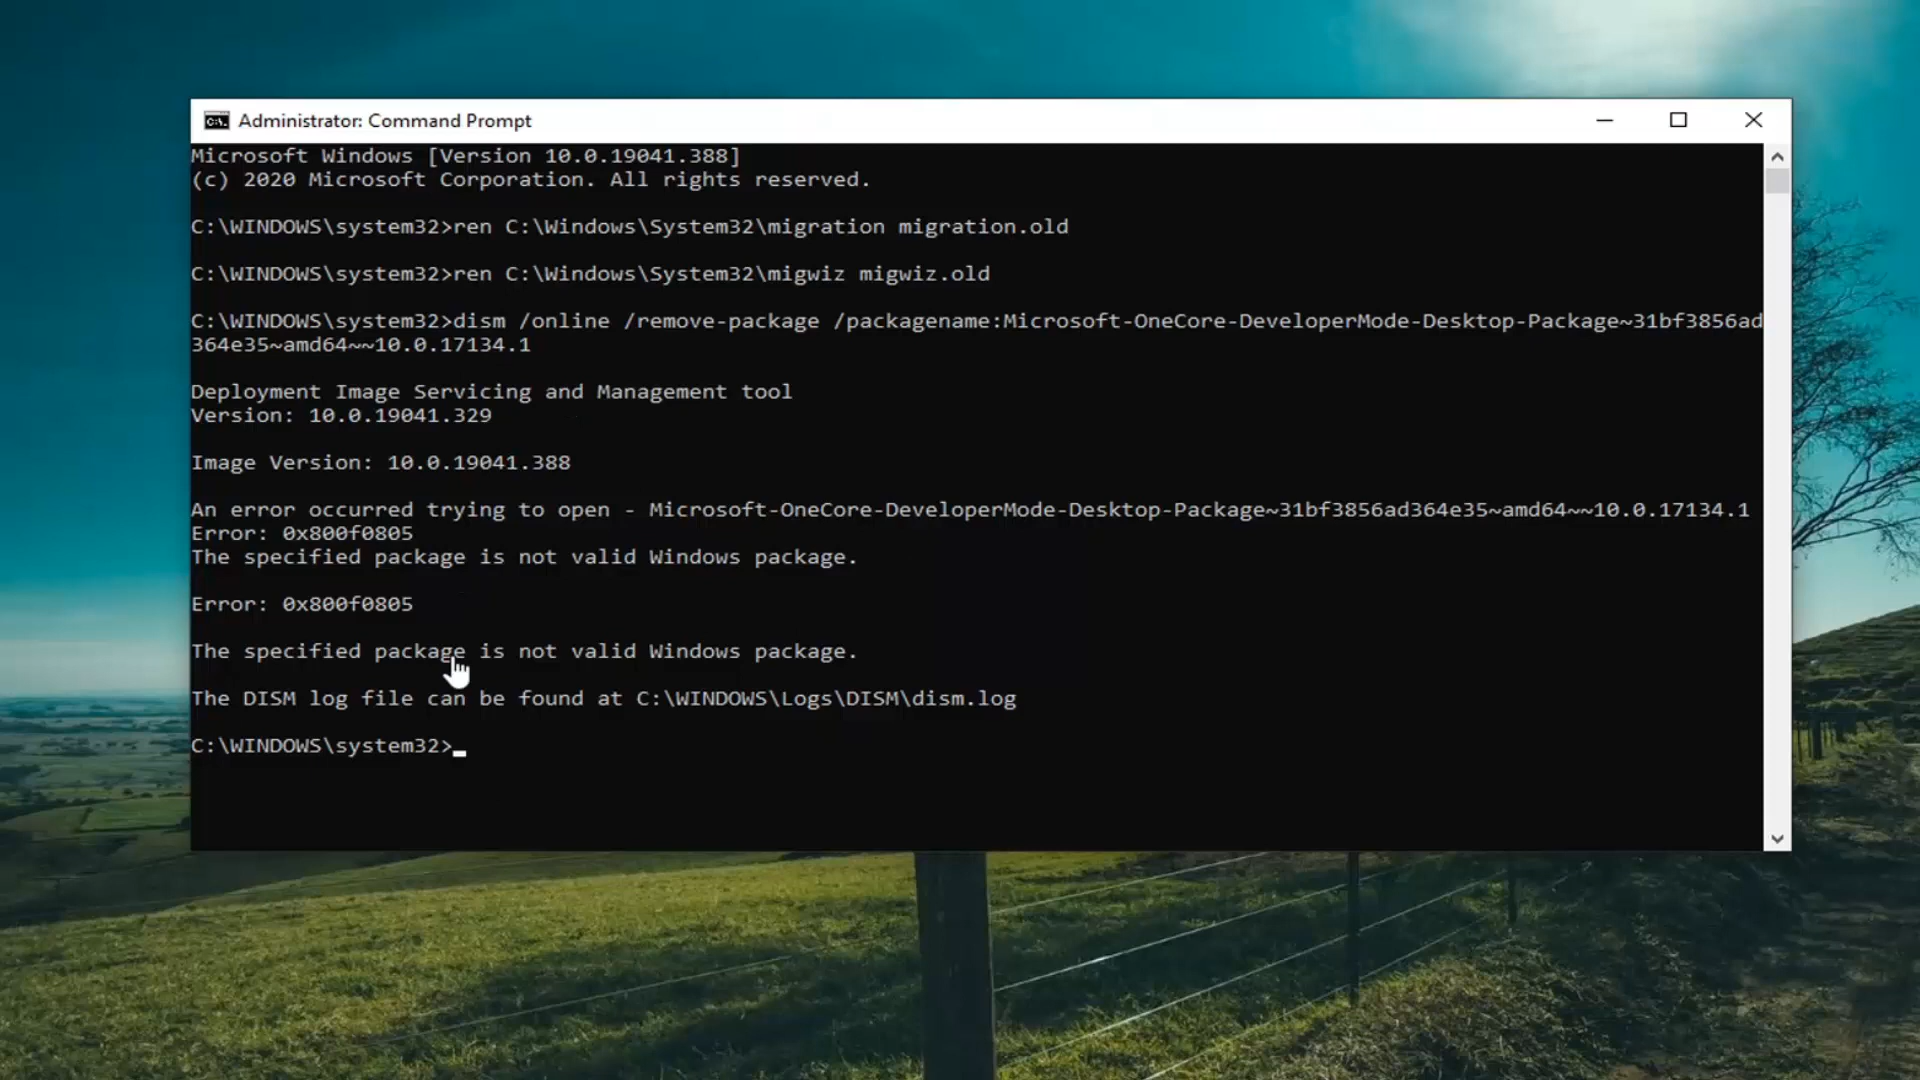 Administrator: Command Prompt
Microsoft Windows [Version 10.0.19041.388]
(c) 2020 Microsoft Corporation. All rights reserved.
C:\WINDOWS\system32>ren C:\Windows\System32\migration migration.old
C:\WINDOWS\system32>ren C:\Windows\System32\migwiz migwiz.old
C:\WINDOWS\system32>dism /online /remove-package /packagename:Microsoft-OneCore-DeveloperMode-Desktop-Package~31bf3856ad
364e35~amd64~~10.0.17134.1
Deployment Image Servicing and Management tool
Version: 10.0.19041.329
Image Version: 10.0.19041.388
An error occurred trying to open - Microsoft-OneCore-DeveloperMode-Desktop-Package~31bf3856ad364e35~amd64~~10.0.17134.1
Error: 0x800f0805
The specified package is not valid Windows package.
Error: 0x800f0805
The specified package is not valid Windows package.
The DISM log file can be found at C:\WINDOWS\Logs\DISM\dism.log
C:\WINDOWS\system32>